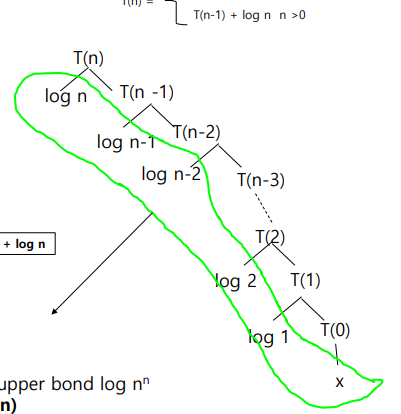 T(n) =
T(n-1) + log n n >0
T(n)
log n T(n -1)
log n-1 T(n-2)
log n-2 T(n-3)
T(2)
+ log n
log 2 T(1)
log 1 T(0)
x
upper bond log nⁿ
n)